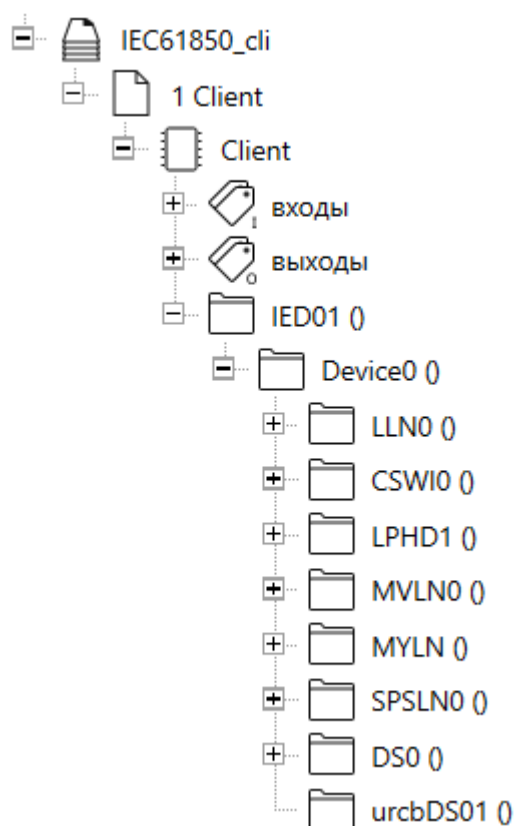 IEC61850_cli
1 Client
Client
входы
выходы
IED01 ()
Device0 ()
LLN0 ()
CSWI0 ()
LPHD1 ()
MVLN0 ()
MYLN ()
SPSLN0 ()
DS0 ()
urcbDS01 ()